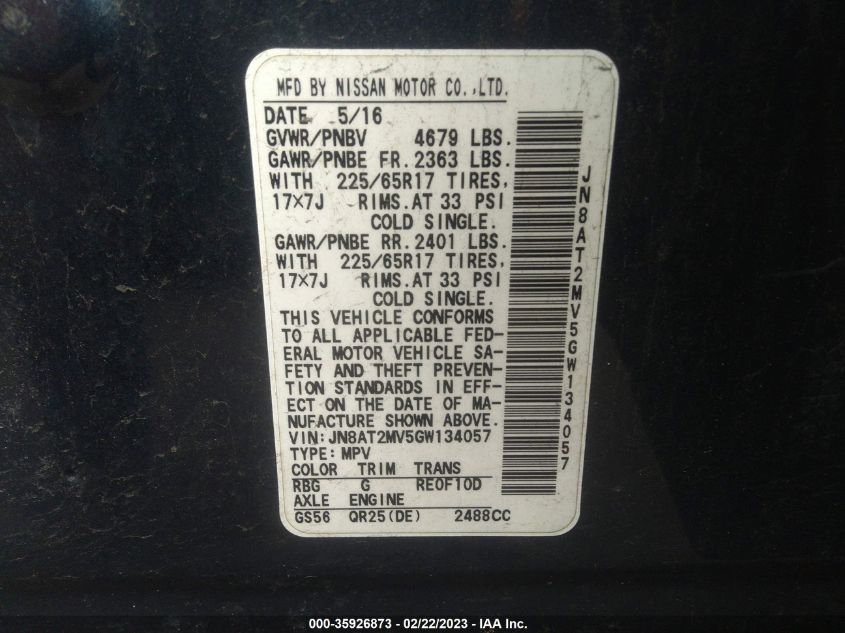 MFD BY NISSAN MOTOR CO.,LTD.
DATE 5/16
GVWR/PNBV 4679 LBS.
GAWR/PNBE FR. 2363 LBS.
WITH 225/65R17 TIRES,
17×7J RIMS.AT 33 PSI
COLD SINGLE.
GAWR/PNBE RR. 2401 LBS.
WITH 225/65R17 TIRES,
17×7J RIMS.AT 33 PSI
COLD SINGLE.
THIS VEHICLE CONFORMS
TO ALL APPLICABLE FED-
ERAL MOTOR VEHICLE SA-
FETY AND THEFT PREVEN-
TION STANDARDS IN EFF-
ECT ON THE DATE OF MA-
NUFACTURE SHOWN ABOVE.
VIN:JN8AT2MV5GW134057
TYPE: MPV
COLOR TRIM TRANS
RBG G RE0F10D
AXLE ENGINE
GS56 QR25(DE) 2488CC
JN8AT2MV5GW134057
000-35926873 - 02/22/2023 - IAA Inc.